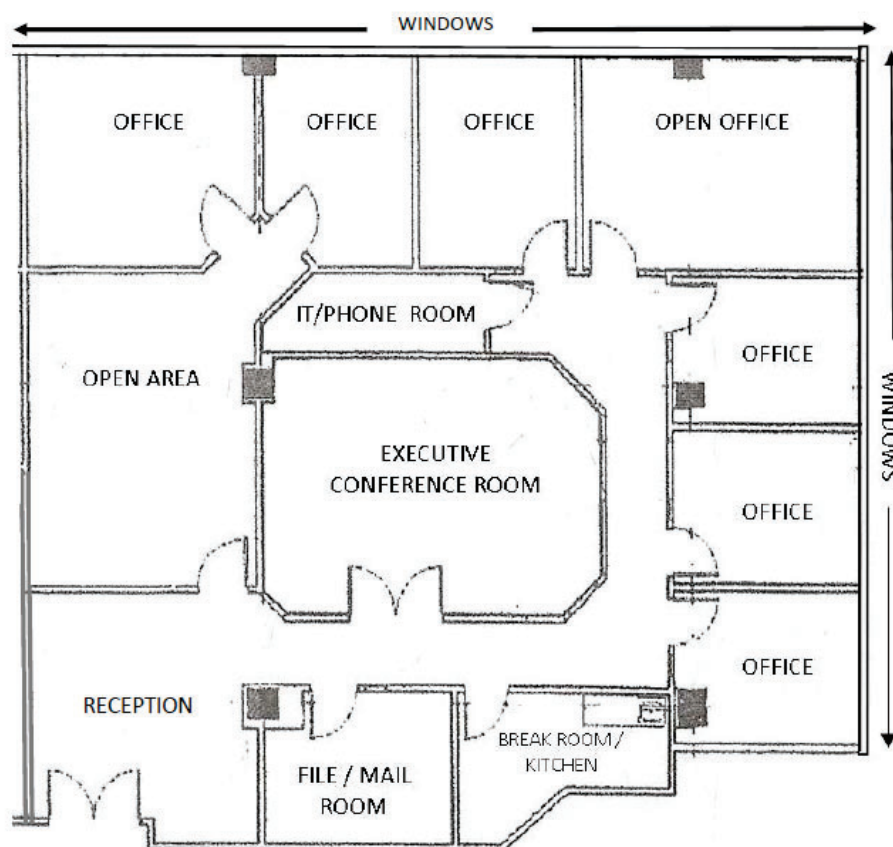 WINDOWS
OFFICE
OFFICE
OFFICE
OPEN OFFICE
IT/PHONE ROOM
OFFICE
OPEN AREA
WINDOWS
EXECUTIVE
CONFERENCE ROOM
OFFICE
OFFICE
RECEPTION
BREAK ROOM /
KITCHEN
FILE / MAIL
ROOM